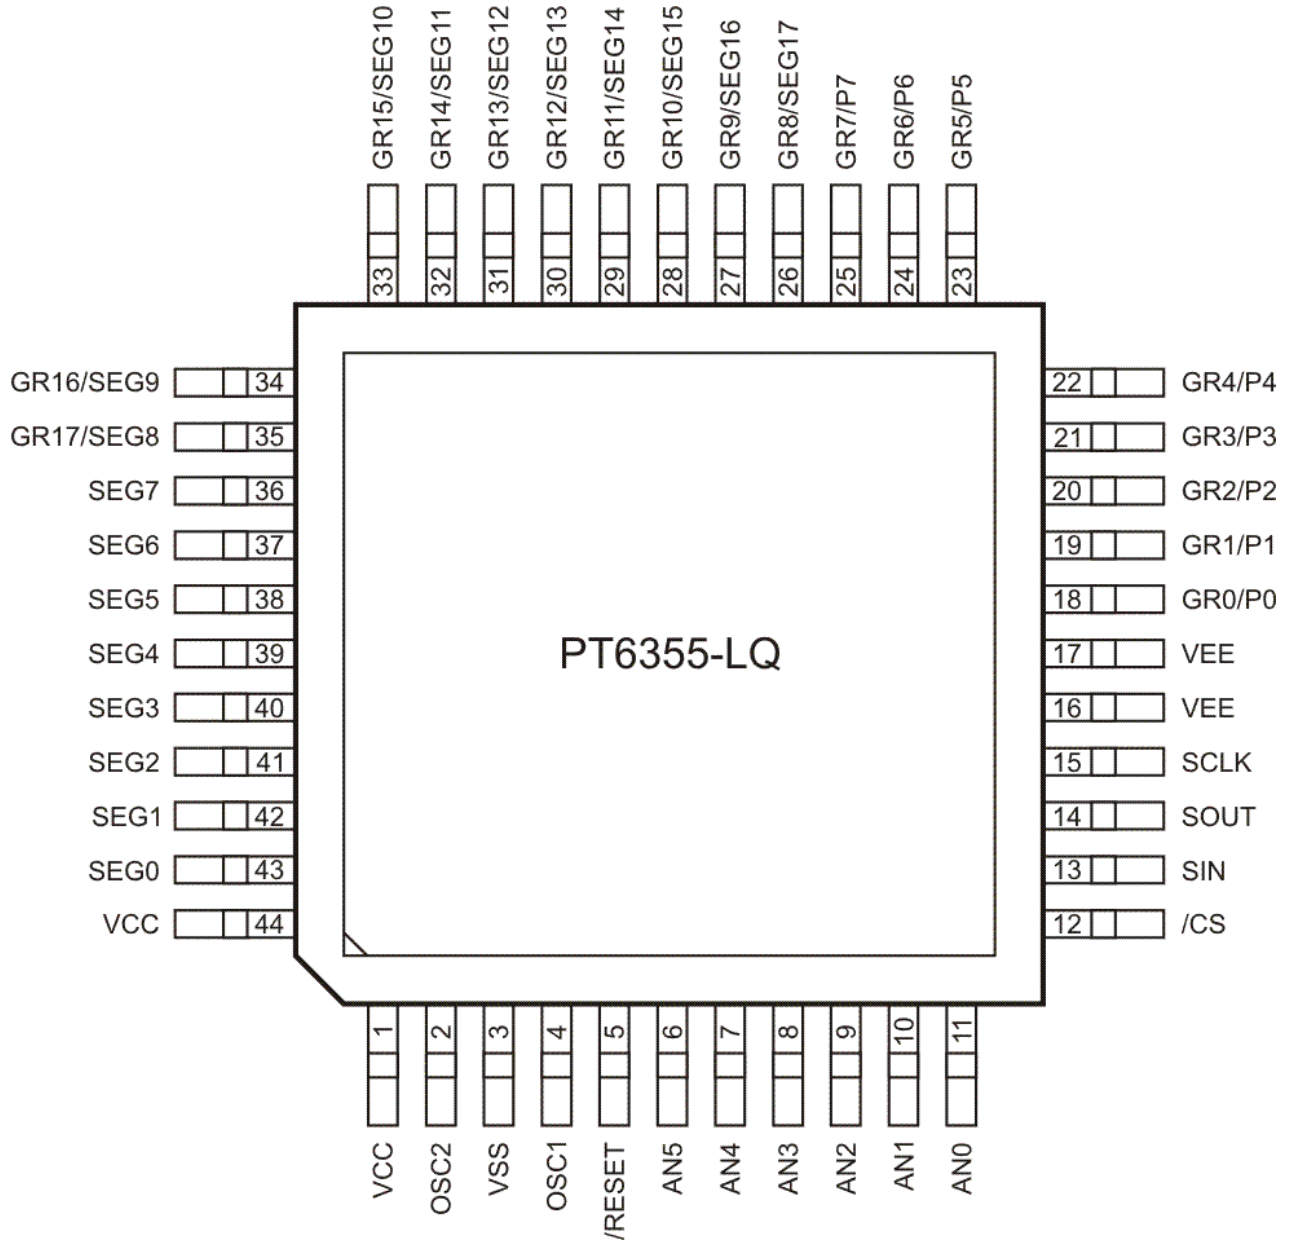 GR15/SEG10
GR14/SEG11
GR13/SEG12
GR12/SEG13
GR11/SEG14
GR10/SEG15
GR9/SEG16
GR8/SEG17
GR7/P7
GR6/P6
GR5/P5
33
32
31
30
29
28
27
26
25
24
23
GR16/SEG9 34
GR17/SEG8 35
SEG7 36
SEG6 37
SEG5 38
SEG4 39
SEG3 40
SEG2 41
SEG1 42
SEG0 43
VCC 44
PT6355-LQ
22 GR4/P4
21 GR3/P3
20 GR2/P2
19 GR1/P1
18 GR0/P0
17 VEE
16 VEE
15 SCLK
14 SOUT
13 SIN
12 /CS
1
2
3
4
5
6
7
8
9
10
11
VCC
OSC2
VSS
OSC1
/RESET
AN5
AN4
AN3
AN2
AN1
AN0